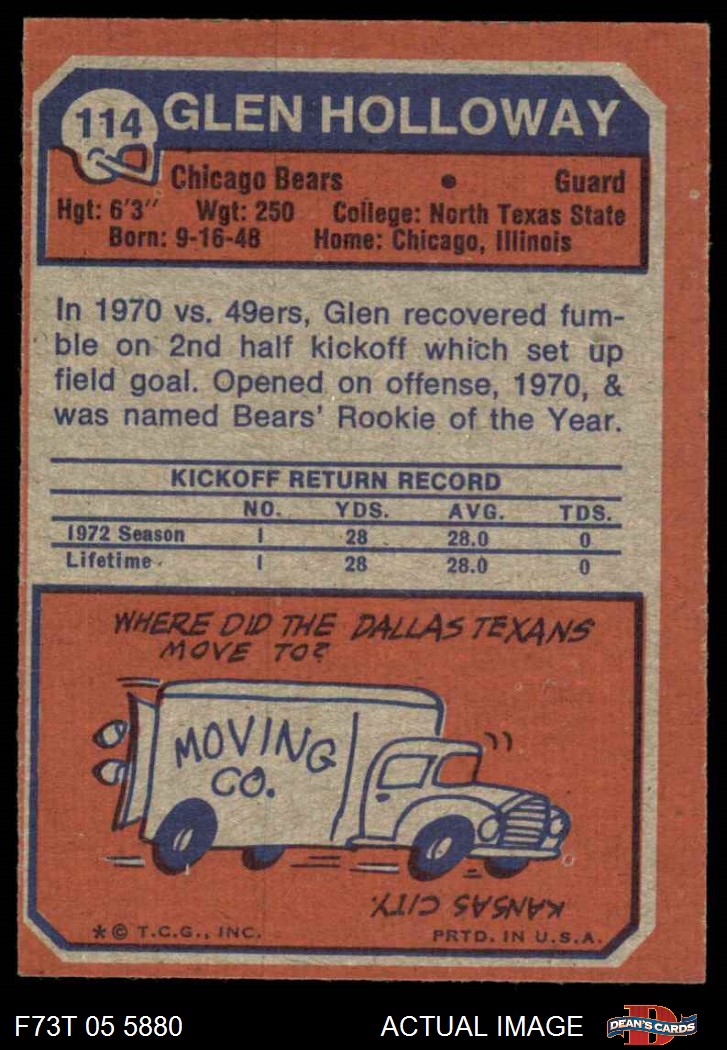 114 GLEN HOLLOWAY
Chicago Bears • Guard
Hgt: 6'3" Wgt: 250 College: North Texas State
Born: 9-16-48 Home: Chicago, Illinois
In 1970 vs. 49ers, Glen recovered fum-
ble on 2nd half kickoff which set up
field goal. Opened on offense, 1970, &
was named Bears' Rookie of the Year.
KICKOFF RETURN RECORD
NO. YDS. AVG. TDS.
1972 Season 1 28 28.0 0
Lifetime 1 28 28.0 0
WHERE DID THE DALLAS TEXANS
MOVE TO?
MOVING
CO.
KANSAS CITY.
*© T.C.G., INC. PRTD. IN U.S.A.
F73T 05 5880 ACTUAL IMAGE D DEAN'S CARDS